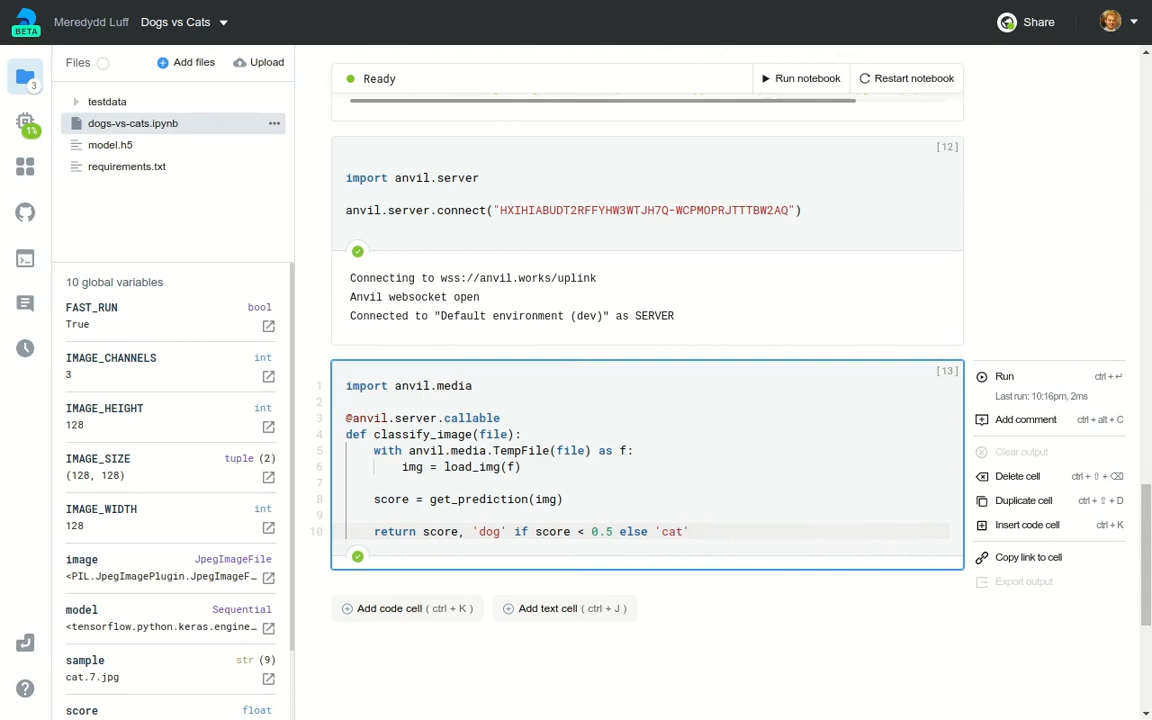 BETA
Meredydd Luff
Dogs vs Cats
Share
3
1%
Files
Add files
Upload
testdata
dogs-vs-cats.ipynb
model.h5
requirements.txt
10 global variables
FAST_RUN bool
True
IMAGE_CHANNELS int
3
IMAGE_HEIGHT int
128
IMAGE_SIZE tuple (2)
(128, 128)
IMAGE_WIDTH int
128
image JpegImageFile
<PIL.JpegImagePlugin.JpegImageF…
model Sequential
<tensorflow.python.keras.engine…
sample str (9)
cat.7.jpg
score float
Ready
Run notebook
Restart notebook
[12]
import anvil.server
anvil.server.connect("HXIHIABUDT2RFFYHW3WTJH7Q-WCPMOPRJTTTBW2AQ")
Connecting to wss://anvil.works/uplink
Anvil websocket open
Connected to "Default environment (dev)" as SERVER
[13]
1 import anvil.media
2
3 @anvil.server.callable
4 def classify_image(file):
5 with anvil.media.TempFile(file) as f:
6 img = load_img(f)
7
8 score = get_prediction(img)
9
10 return score, 'dog' if score < 0.5 else 'cat'
Add code cell ( ctrl + K )
Add text cell ( ctrl + J )
Run ctrl + ↵
Last run: 10:16pm, 2ms
Add comment ctrl + alt + C
Clear output
Delete cell ctrl + ⇧ + ⌫
Duplicate cell ctrl + ⇧ + D
Insert code cell ctrl + K
Copy link to cell
Export output